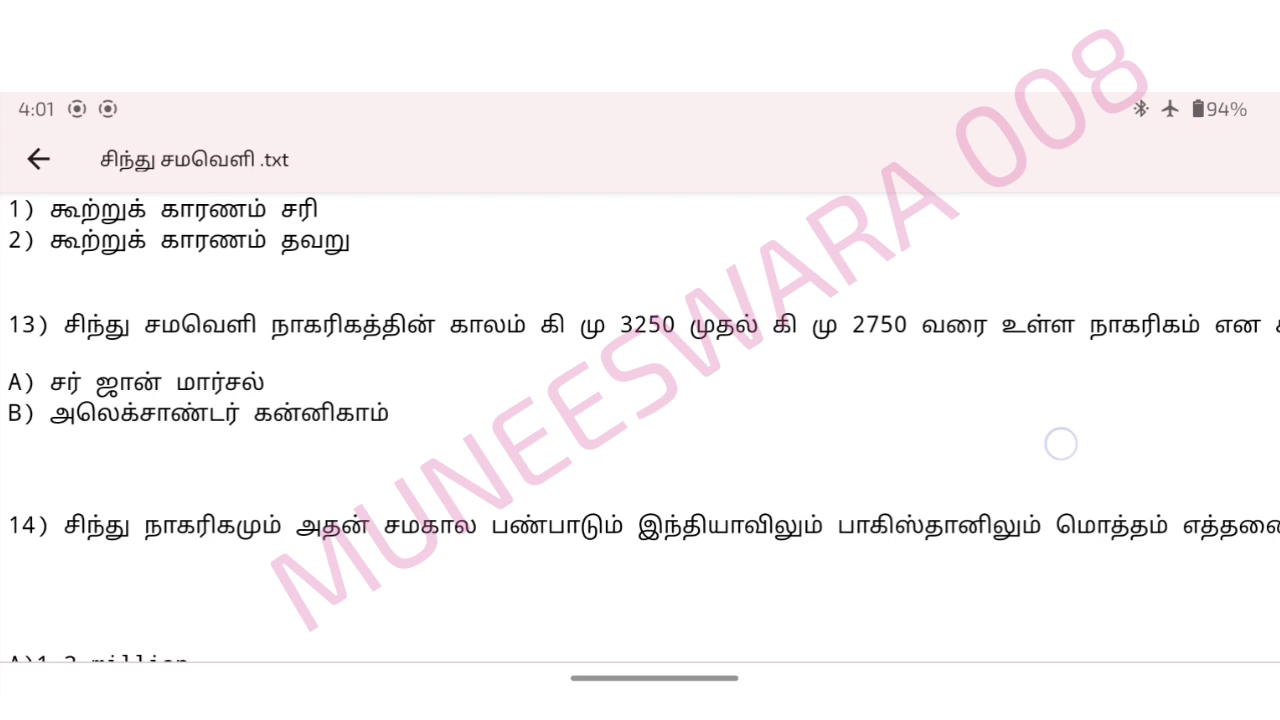 4:01
94%
சிந்து சமவெளி .txt
1) கூற்றுக் காரணம் சரி
2) கூற்றுக் காரணம் தவறு
13) சிந்து சமவெளி நாகரிகத்தின் காலம் கி மு 3250 முதல் கி மு 2750 வரை உள்ள நாகரிகம் என
A) சர் ஜான் மார்சல்
B) அலெக்சாண்டர் கன்னிகாம்
14) சிந்து நாகரிகமும் அதன் சமகால பண்பாடும் இந்தியாவிலும் பாகிஸ்தானிலும் மொத்தம்
MUNEESWARA 008